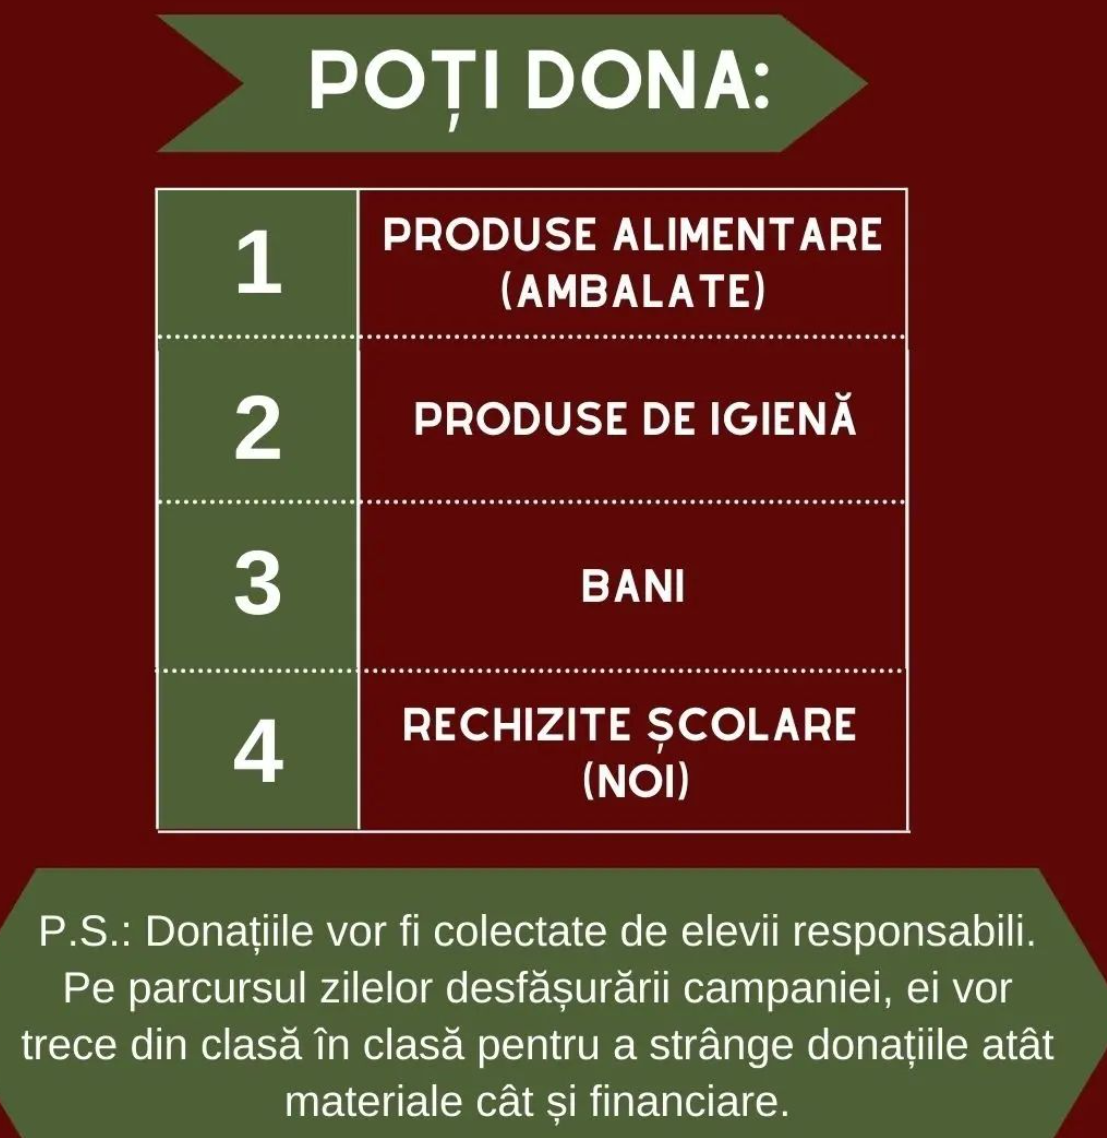 POȚI DONA:
1
PRODUSE ALIMENTARE
(AMBALATE)
2
PRODUSE DE IGIENĂ
3
BANI
4
RECHIZITE ȘCOLARE
(NOI)
P.S.: Donațiile vor fi colectate de elevii responsabili.
Pe parcursul zilelor desfășurării campaniei, ei vor
trece din clasă în clasă pentru a strânge donațiile atât
materiale cât și financiare.